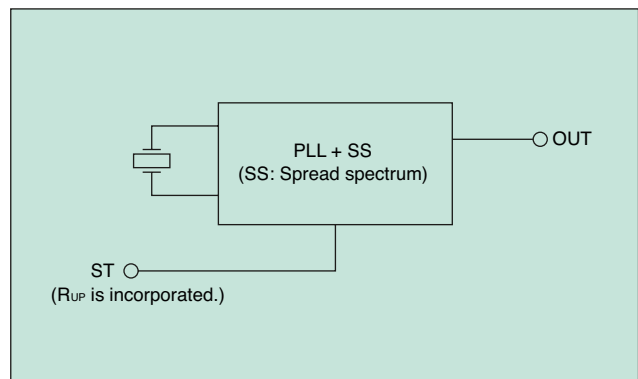 PLL + SS
(SS: Spread spectrum)
OUT
ST
(RUP is incorporated.)